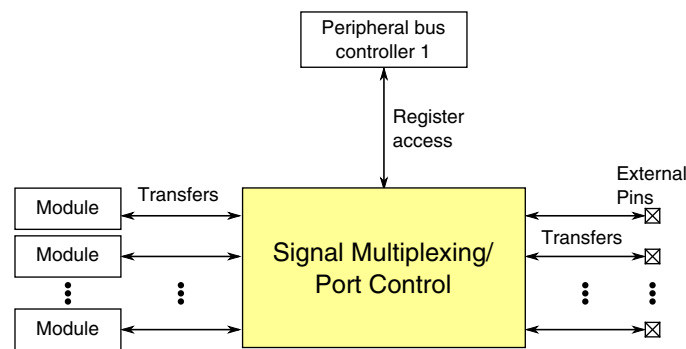 Peripheral bus
controller 1
Register
access
External
Pins
Module
Transfers
Module
Transfers
Signal Multiplexing/
Port Control
Module